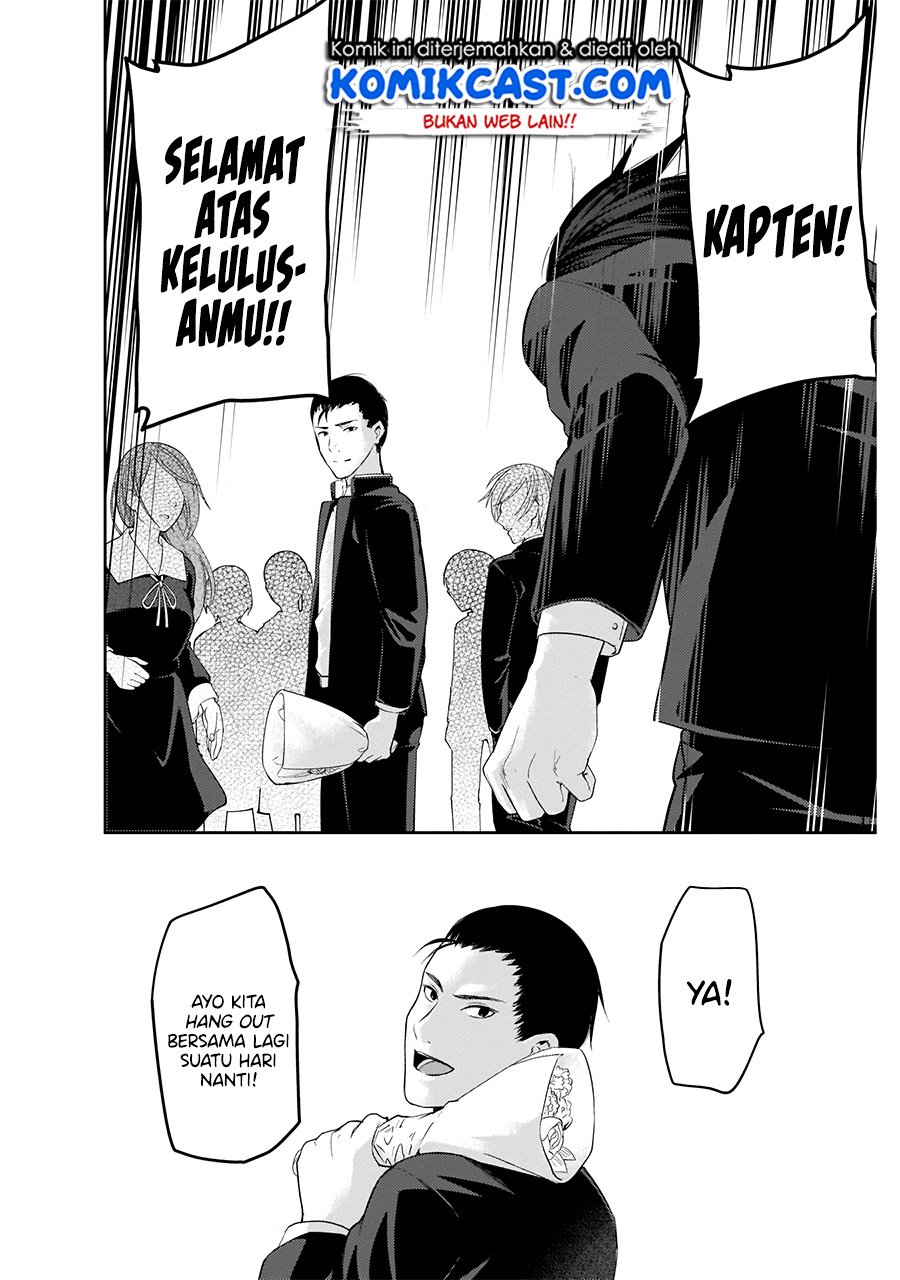 Komik ini diterjemahkan & diedit oleh
KOMIKCAST.COM
BUKAN WEB LAIN!!
KAPTEN!
SELAMAT
ATAS
KELULUS-
ANMU!!
YA!
AYO KITA
HANG OUT
BERSAMA LAGI
SUATU HARI
NANTI!